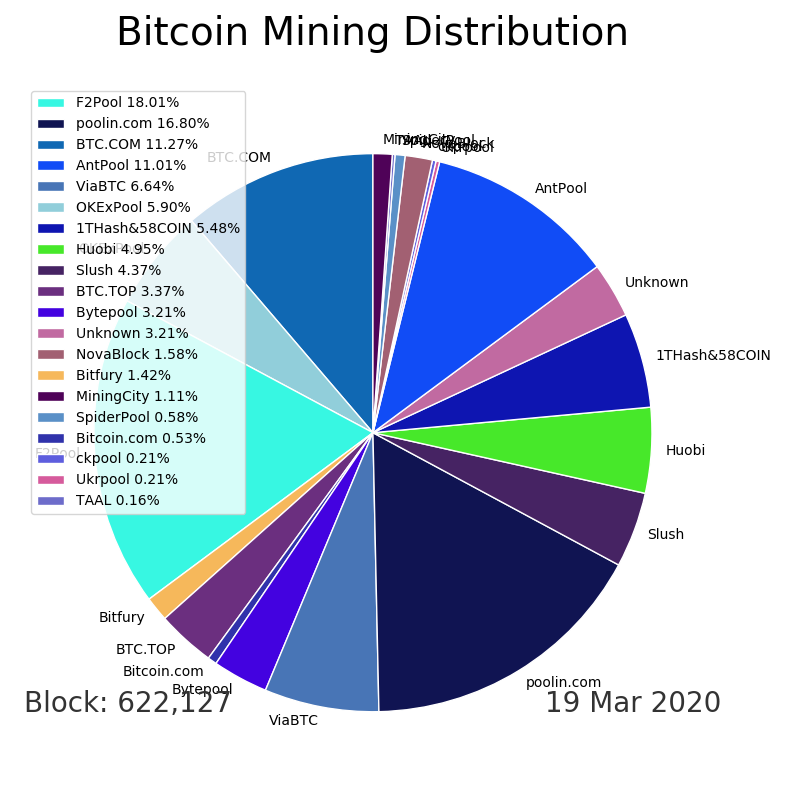 Bitcoin Mining Distribution
F2Pool 18.01%
poolin.com 16.80%
BTC.COM 11.27%
AntPool 11.01%
ViaBTC 6.64%
OKExPool 5.90%
1THash&58COIN 5.48%
Huobi 4.95%
Slush 4.37%
BTC.TOP 3.37%
Bytepool 3.21%
Unknown 3.21%
NovaBlock 1.58%
Bitfury 1.42%
MiningCity 1.11%
SpiderPool 0.58%
Bitcoin.com 0.53%
ckpool 0.21%
Ukrpool 0.21%
TAAL 0.16%
BTC.COM
MiningCity
SpiderPool
NovaBlock
AntPool
Unknown
1THash&58COIN
Huobi
Slush
poolin.com
ViaBTC
Bytepool
Bitcoin.com
BTC.TOP
Bitfury
F2Pool
Block: 622,127
19 Mar 2020